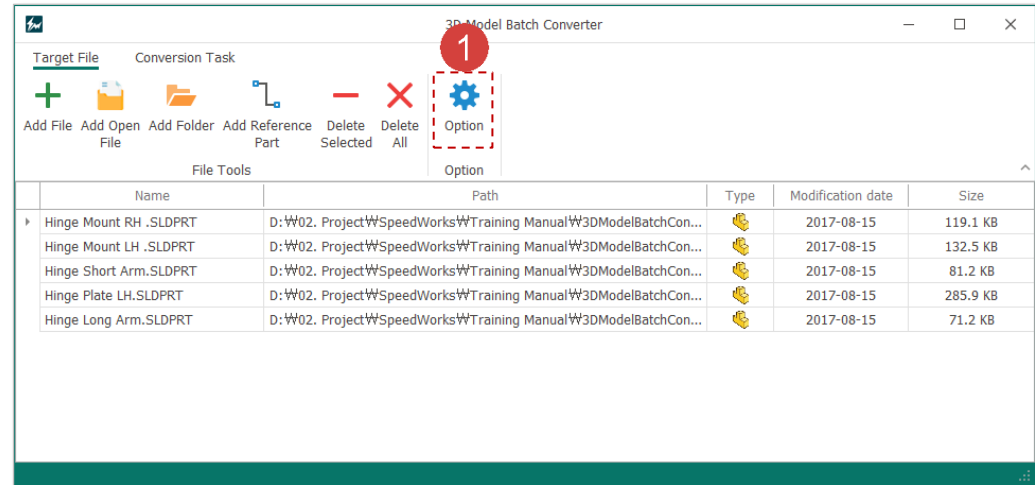 3D Model Batch Converter
1
Target File Conversion Task
Add File Add Open File Add Folder Add Reference Part Delete Selected Delete All Option
File Tools Option
Name Path Type Modification date Size
Hinge Mount RH .SLDPRT D:₩02. Project₩SpeedWorks₩Training Manual₩3DModelBatchCon... 2017-08-15 119.1 KB
Hinge Mount LH .SLDPRT D:₩02. Project₩SpeedWorks₩Training Manual₩3DModelBatchCon... 2017-08-15 132.5 KB
Hinge Short Arm.SLDPRT D:₩02. Project₩SpeedWorks₩Training Manual₩3DModelBatchCon... 2017-08-15 81.2 KB
Hinge Plate LH.SLDPRT D:₩02. Project₩SpeedWorks₩Training Manual₩3DModelBatchCon... 2017-08-15 285.9 KB
Hinge Long Arm.SLDPRT D:₩02. Project₩SpeedWorks₩Training Manual₩3DModelBatchCon... 2017-08-15 71.2 KB